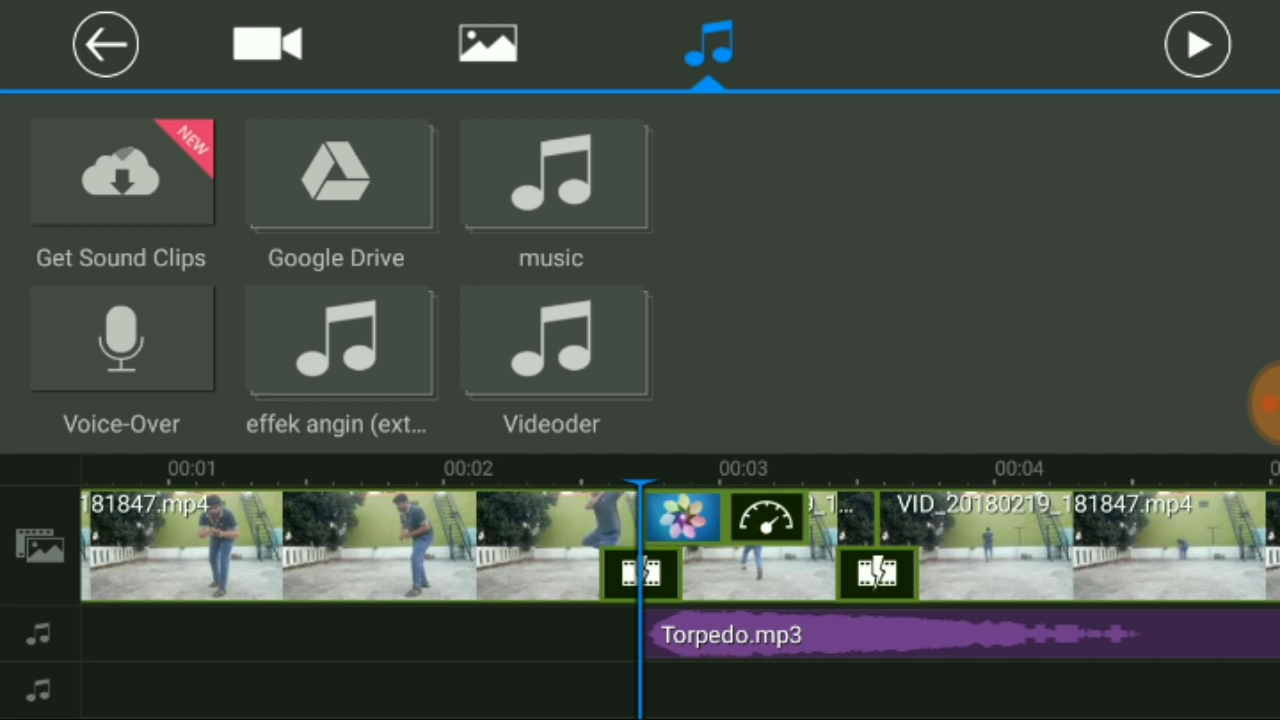 NEW
Get Sound Clips
Google Drive
music
Voice-Over
effek angin (ext...
Videoder
00:01
00:02
00:03
00:04
181847.mp4
VID_20180219_181847.mp4
Torpedo.mp3